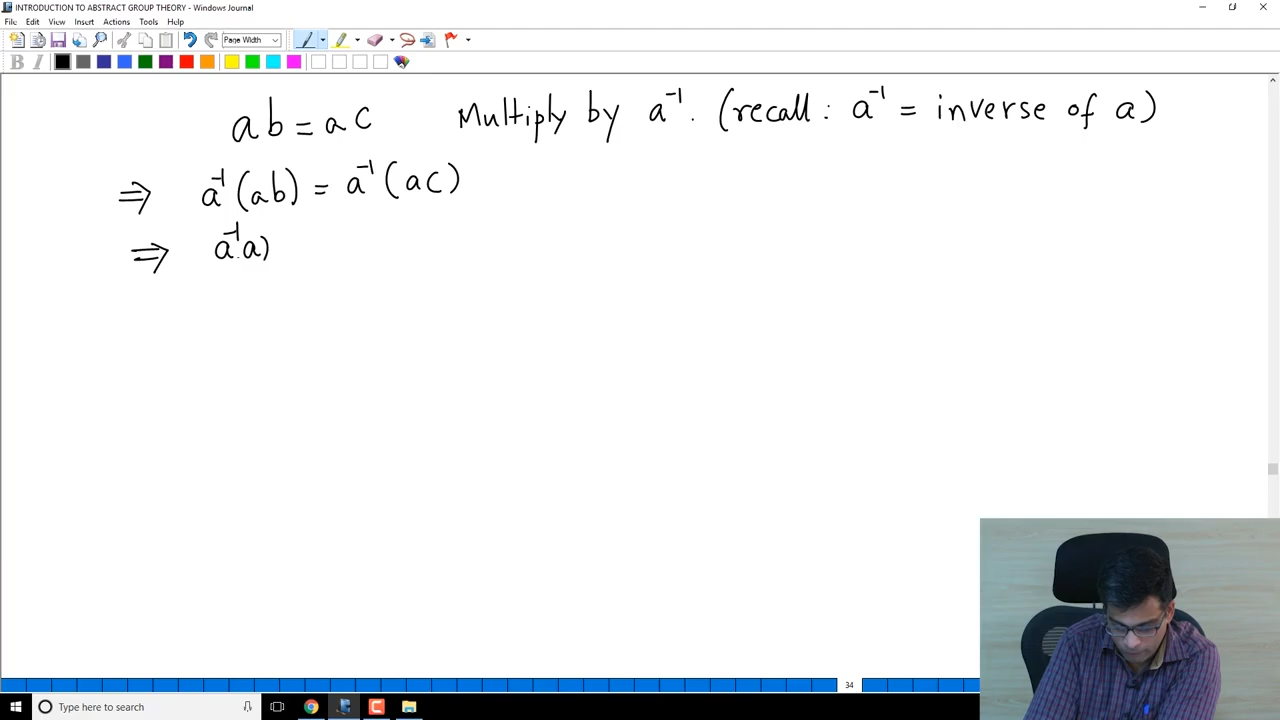 INTRODUCTION TO ABSTRACT GROUP THEORY - Windows Journal
File Edit View Insert Actions Tools Help
Page Width
B I
ab = ac Multiply by a⁻¹. (recall: a⁻¹ = inverse of a)
⇒ a⁻¹(ab) = a⁻¹(ac)
⇒ a⁻¹a)
34
Type here to search